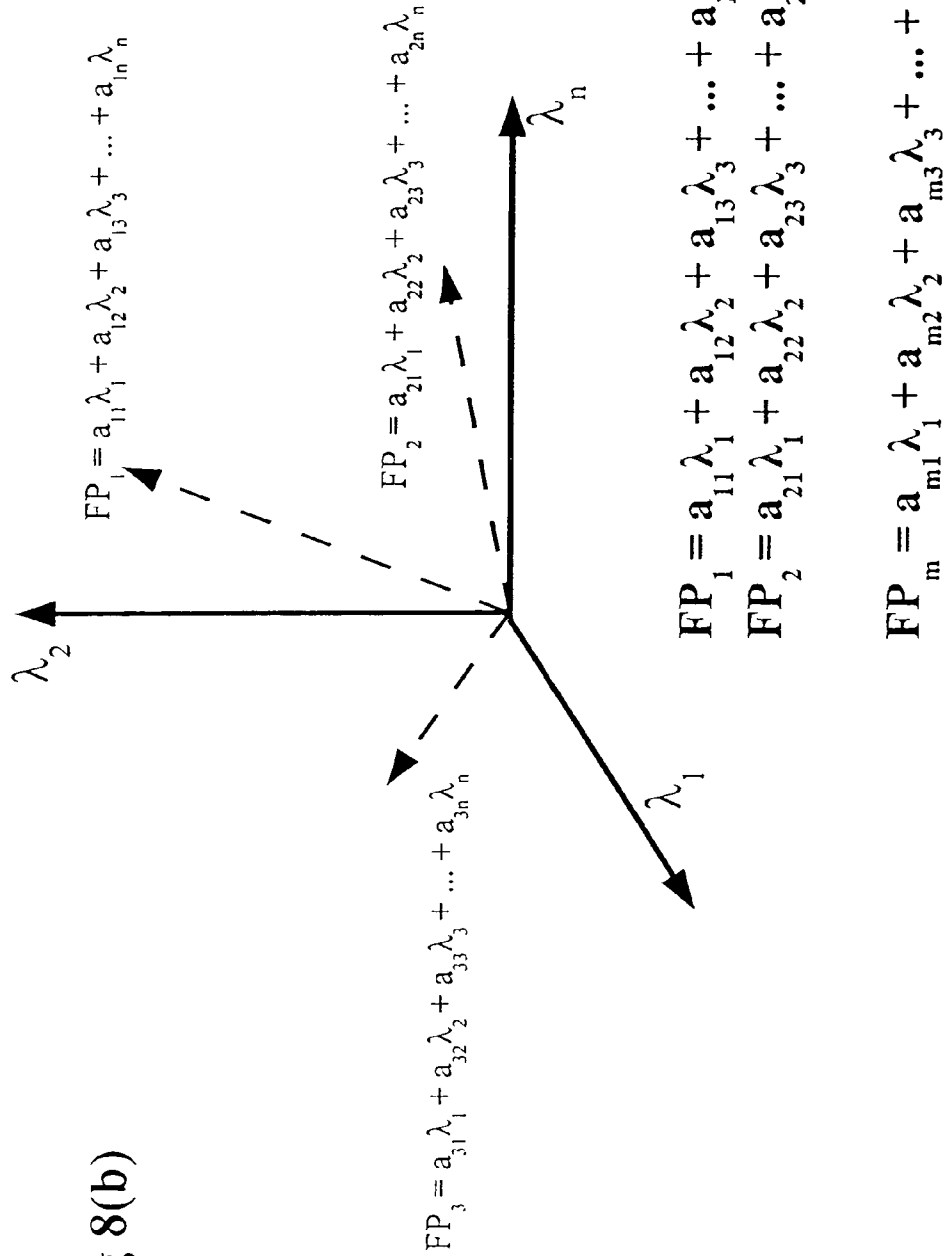 8(b)
λ₂
FP₁ = a₁₁λ₁ + a₁₂λ₂ + a₁₃λ₃ + .... + a₁ₙλₙ
FP₂ = a₂₁λ₁ + a₂₂λ₂ + a₂₃λ₃ + ... + a₂ₙλₙ
FP₃ = a₃₁λ₁ + a₃₂λ₂ + a₃₃λ₃ + ... + a₃ₙλₙ
λₙ
λ₁
FP₁ = a₁₁λ₁ + a₁₂λ₂ + a₁₃λ₃ + ... + a
FP₂ = a₂₁λ₁ + a₂₂λ₂ + a₂₃λ₃ + ... + a
FPₘ = aₘ₁λ₁ + aₘ₂λ₂ + aₘ₃λ₃ + ... +